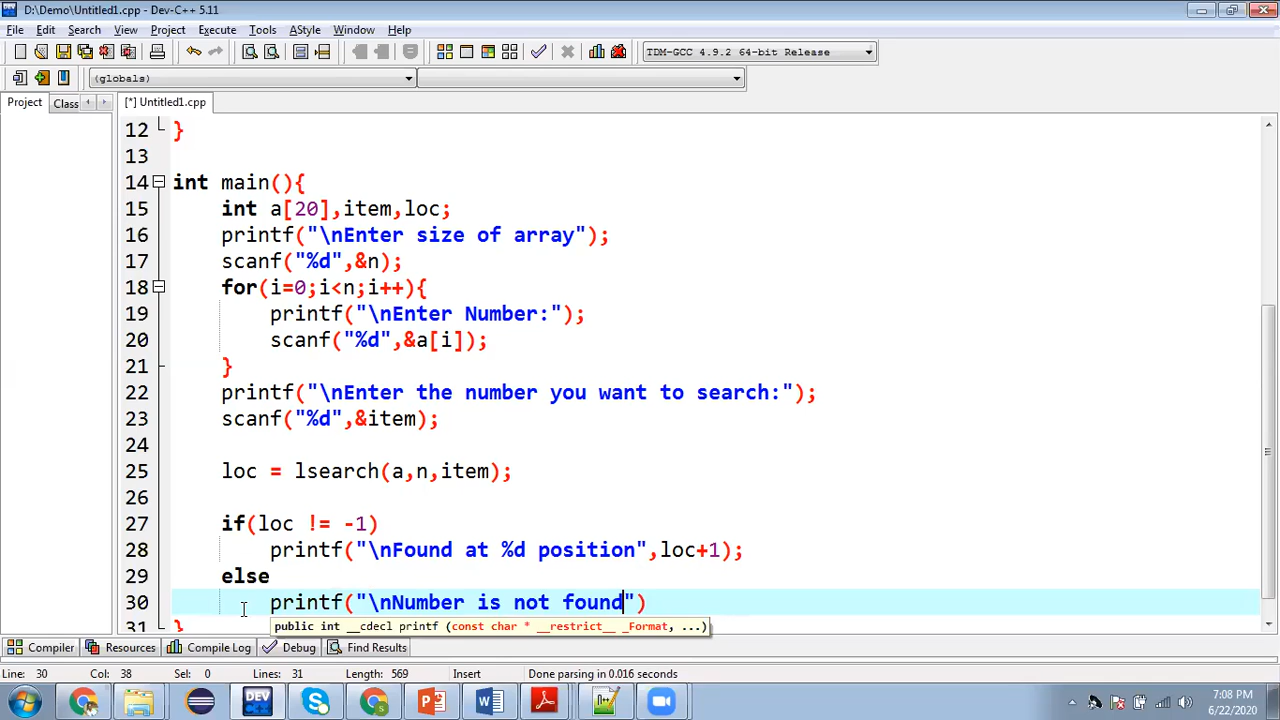 D:\Demo\Untitled1.cpp - Dev-C++ 5.11
File Edit Search View Project Execute Tools AStyle Window Help
TDM-GCC 4.9.2 64-bit Release
(globals)
Project Class [*] Untitled1.cpp
12 }
13
14 int main(){
15 int a[20],item,loc;
16 printf("\nEnter size of array");
17 scanf("%d",&n);
18 for(i=0;i<n;i++){
19 printf("\nEnter Number:");
20 scanf("%d",&a[i]);
21 }
22 printf("\nEnter the number you want to search:");
23 scanf("%d",&item);
24
25 loc = lsearch(a,n,item);
26
27 if(loc != -1)
28 printf("\nFound at %d position",loc+1);
29 else
30 printf("\nNumber is not found")
31 }
public int __cdecl printf (const char * __restrict__ _Format, ...)
Compiler Resources Compile Log Debug Find Results
Line: 30 Col: 38 Sel: 0 Lines: 31 Length: 569 Insert Done parsing in 0.016 seconds
7:08 PM
6/22/2020